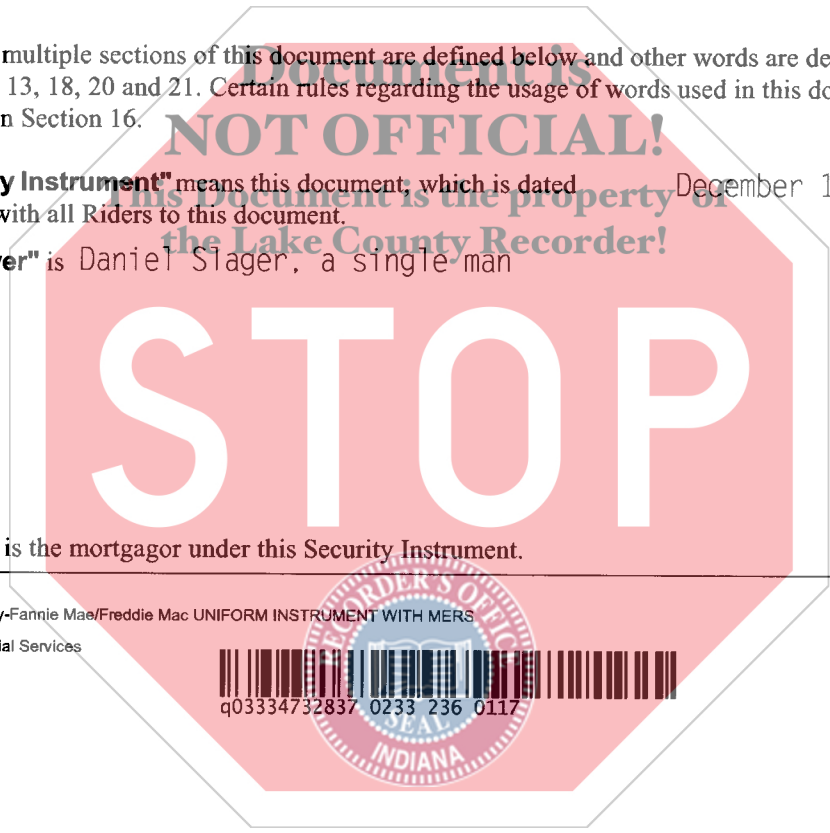 multiple sections of this document are defined below and other words are de
Document is
13, 18, 20 and 21. Certain rules regarding the usage of words used in this do
n Section 16.
NOT OFFICIAL!
y Instrument" means this document, which is dated December 1
This Document is the property of
with all Riders to this document.
the Lake County Recorder!
er" is Daniel Slager, a single man
STOP
is the mortgagor under this Security Instrument.
y-Fannie Mae/Freddie Mac UNIFORM INSTRUMENT WITH MERS
ial Services
RECORDER'S OFFICE
q03334732837 0233 236 0117
SEAL
INDIANA